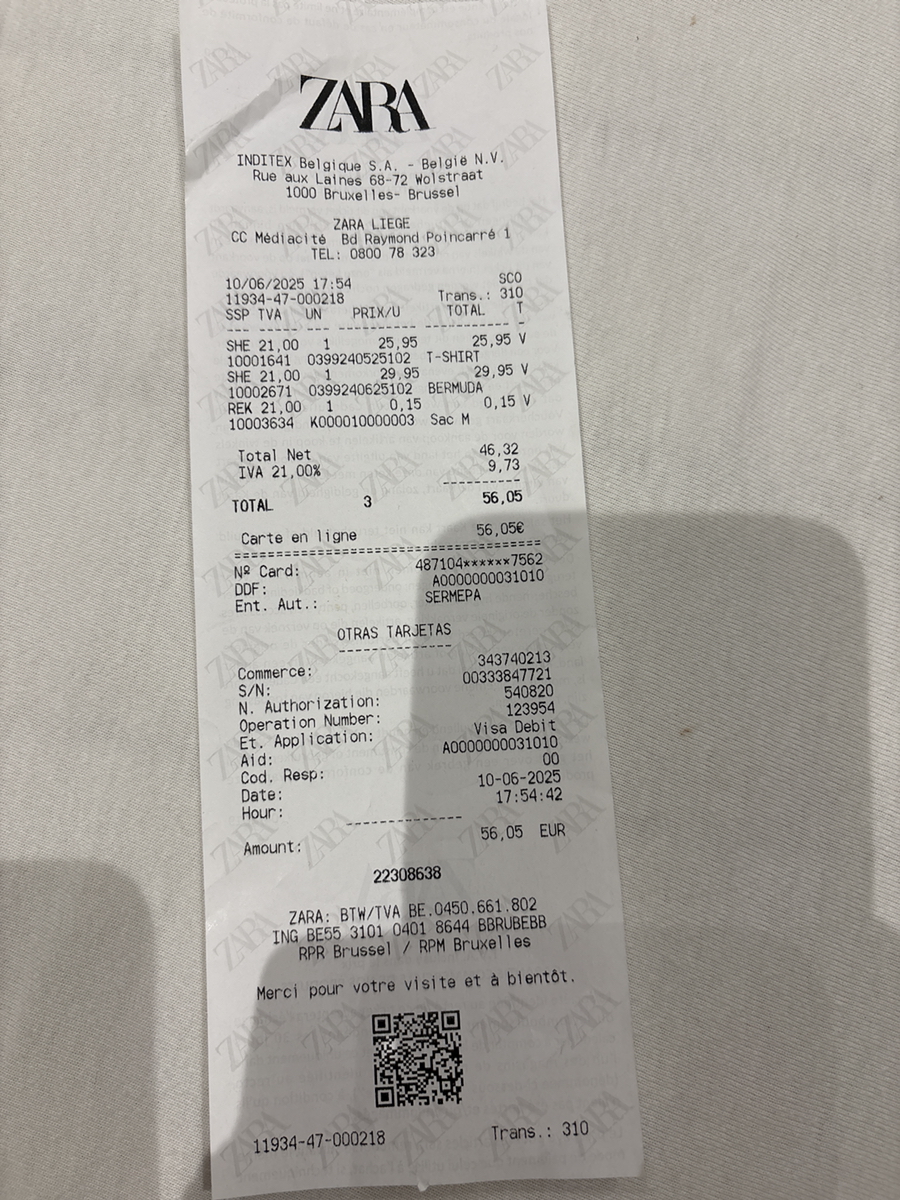 ZARA
INDITEX Belgique S.A. - België N.V.
Rue aux Laines 68-72 Wolstraat
1000 Bruxelles- Brussel
ZARA LIEGE
CC Médiacité Bd Raymond Poincarré 1
TEL: 0800 78 323
10/06/2025 17:54 SCO
11934-47-000218 Trans.: 310
SSP TVA UN PRIX/U TOTAL T
--- ----- --- -------- ----------- -
SHE 21,00 1 25,95 25,95 V
10001641 0399240525102 T-SHIRT
SHE 21,00 1 29,95 29,95 V
10002671 0399240625102 BERMUDA
REK 21,00 1 0,15 0,15 V
10003634 K000010000003 Sac M
Total Net 46,32
IVA 21,00% 9,73
----------
TOTAL 3 56,05
Carte en ligne 56,05€
========================================
Nº Card: 487104******7562
DDF: A0000000031010
Ent. Aut.: SERMEPA
OTRAS TARJETAS
--------------
Commerce: 343740213
S/N: 00333847721
N. Authorization: 540820
Operation Number: 123954
Et. Application: Visa Debit
Aid: A0000000031010
Cod. Resp: 00
Date: 10-06-2025
Hour: 17:54:42
--------------
Amount: 56,05 EUR
22308638
ZARA: BTW/TVA BE.0450.661.802
ING BE55 3101 0401 8644 BBRUBEBB
RPR Brussel / RPM Bruxelles
Merci pour votre visite et à bientôt.
11934-47-000218 Trans.: 310